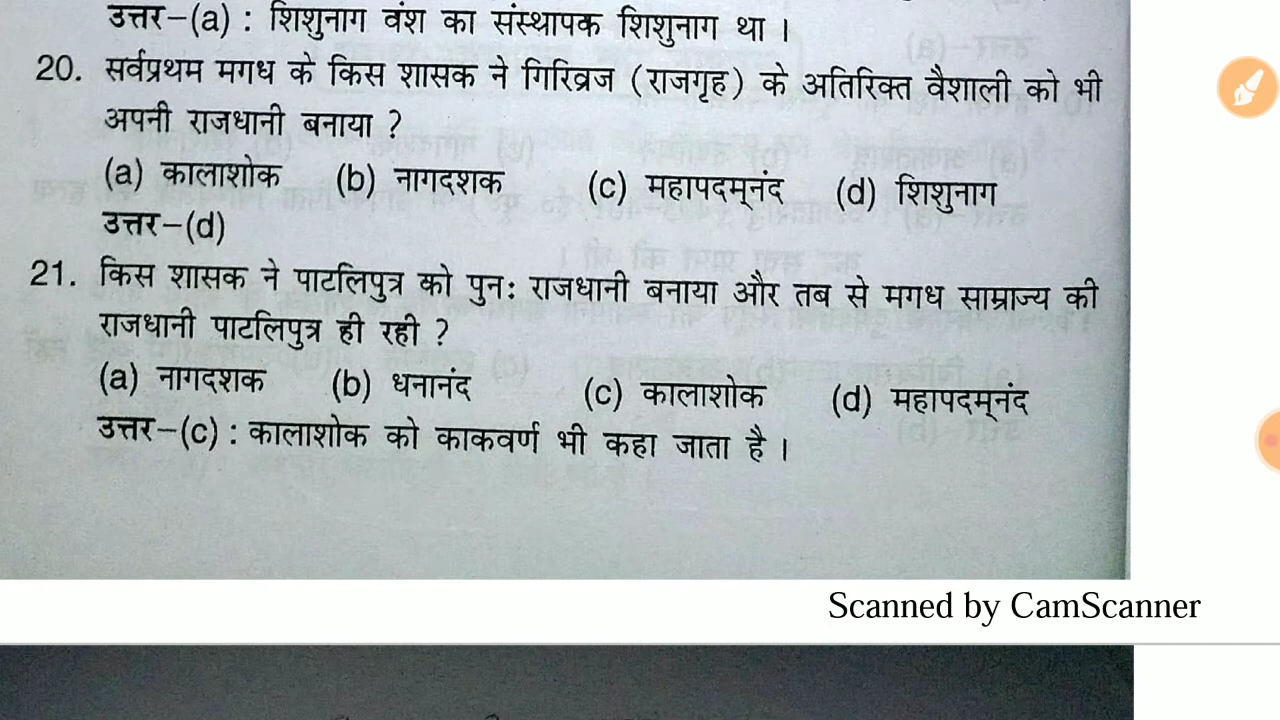 उत्तर–(a) : शिशुनाग वंश का संस्थापक शिशुनाग था ।
20. सर्वप्रथम मगध के किस शासक ने गिरिव्रज (राजगृह) के अतिरिक्त वैशाली को भी
अपनी राजधानी बनाया ?
(a) कालाशोक (b) नागदशक (c) महापदम्नंद (d) शिशुनाग
उत्तर–(d)
21. किस शासक ने पाटलिपुत्र को पुनः राजधानी बनाया और तब से मगध साम्राज्य की
राजधानी पाटलिपुत्र ही रही ?
(a) नागदशक (b) धनानंद (c) कालाशोक (d) महापदम्नंद
उत्तर–(c) : कालाशोक को काकवर्ण भी कहा जाता है ।
Scanned by CamScanner